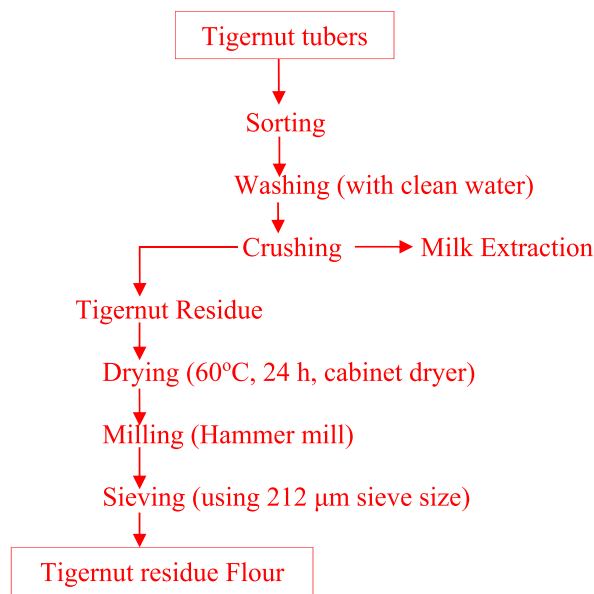 Tigernut tubers
Sorting
Washing (with clean water)
Crushing
Milk Extraction
Tigernut Residue
Drying (60ºC, 24 h, cabinet dryer)
Milling (Hammer mill)
Sieving (using 212 μm sieve size)
Tigernut residue Flour